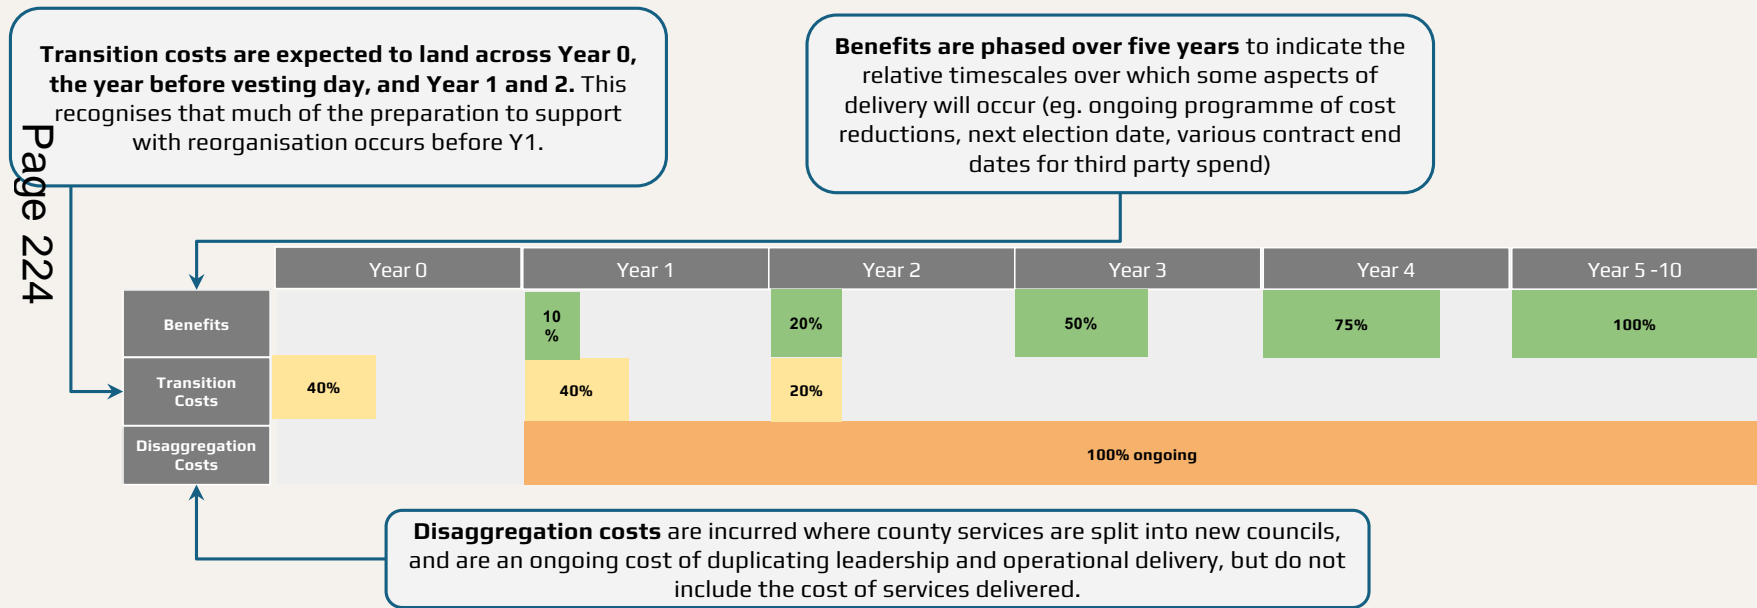 Transition costs are expected to land across Year 0,
the year before vesting day, and Year 1 and 2. This
recognises that much of the preparation to support
with reorganisation occurs before Y1.
Benefits are phased over five years to indicate the
relative timescales over which some aspects of
delivery will occur (eg. ongoing programme of cost
reductions, next election date, various contract end
dates for third party spend)
Page 224
Year 0
Year 1
Year 2
Year 3
Year 4
Year 5 -10
Benefits
10
%
20%
50%
75%
100%
Transition
Costs
40%
40%
20%
Disaggregation
Costs
100% ongoing
Disaggregation costs are incurred where county services are split into new councils,
and are an ongoing cost of duplicating leadership and operational delivery, but do not
include the cost of services delivered.